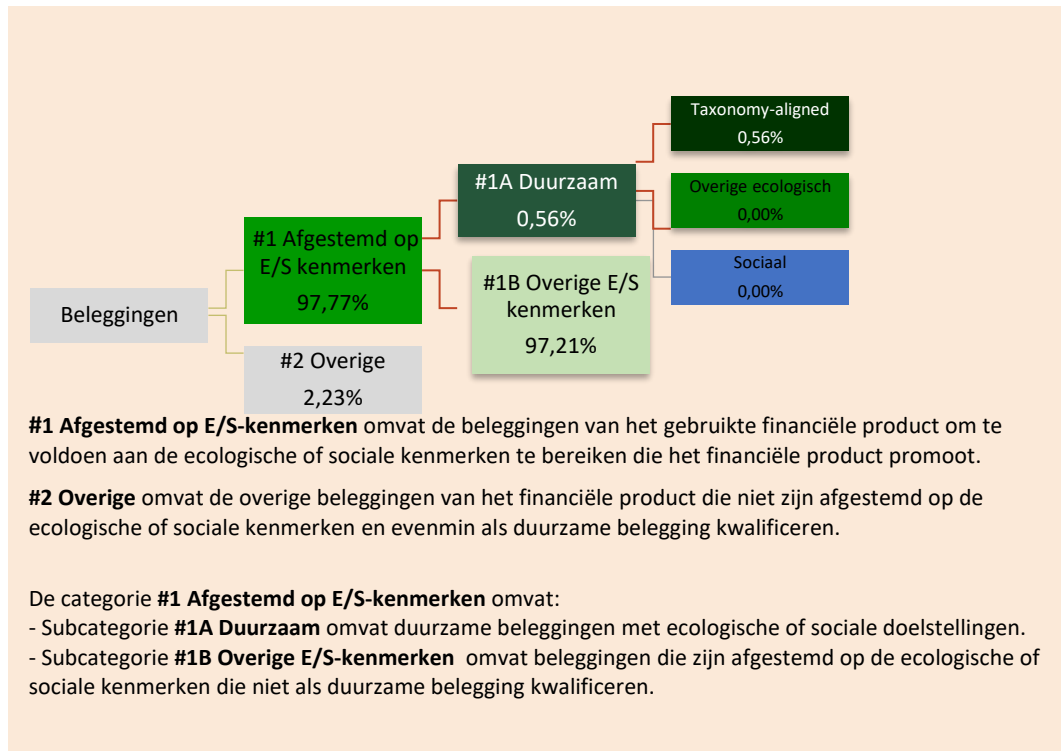 Taxonomy-aligned
0,56%
#1A Duurzaam
0,56%
Overige ecologisch
0,00%
#1 Afgestemd op
E/S kenmerken
97,77%
Sociaal
0,00%
#1B Overige E/S
kenmerken
97,21%
Beleggingen
#2 Overige
2,23%
#1 Afgestemd op E/S-kenmerken omvat de beleggingen van het gebruikte financiële product om te
voldoen aan de ecologische of sociale kenmerken te bereiken die het financiële product promoot.
#2 Overige omvat de overige beleggingen van het financiële product die niet zijn afgestemd op de
ecologische of sociale kenmerken en evenmin als duurzame belegging kwalificeren.
De categorie #1 Afgestemd op E/S-kenmerken omvat:
- Subcategorie #1A Duurzaam omvat duurzame beleggingen met ecologische of sociale doelstellingen.
- Subcategorie #1B Overige E/S-kenmerken omvat beleggingen die zijn afgestemd op de ecologische of
sociale kenmerken die niet als duurzame belegging kwalificeren.